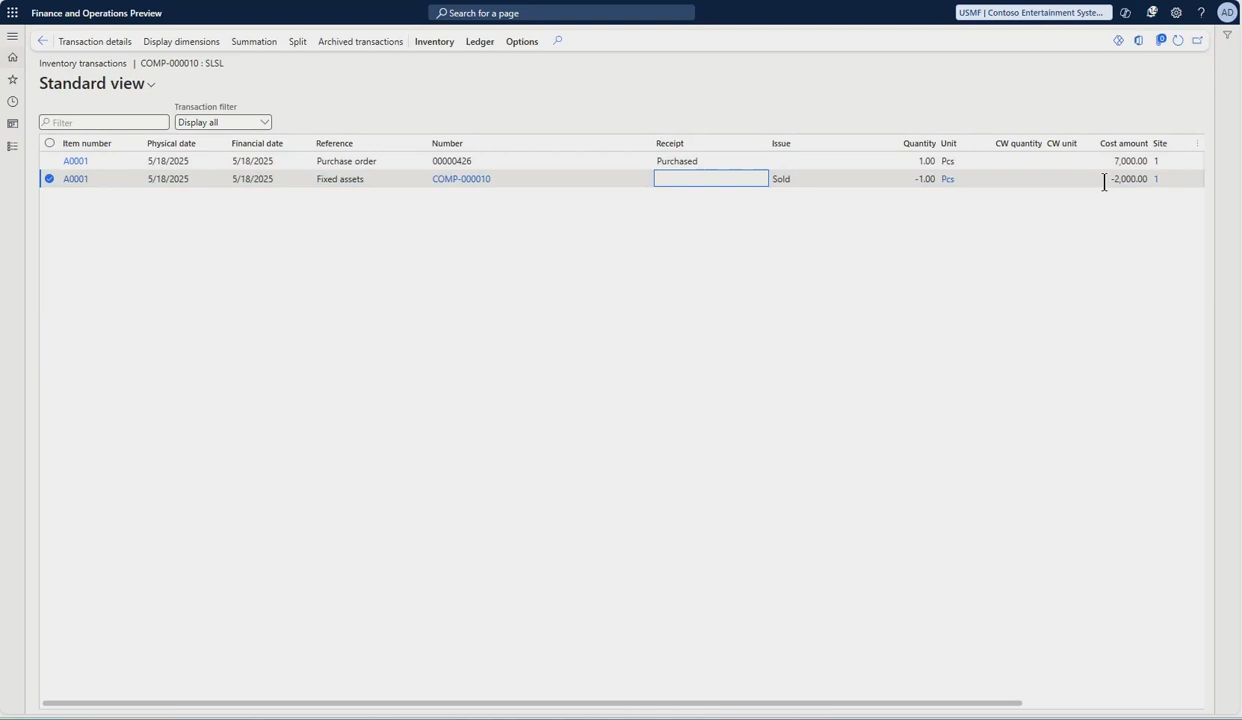 Finance and Operations Preview
Search for a page
USMF | Contoso Entertainment Syste...
AD
Transaction details
Display dimensions
Summation
Split
Archived transactions
Inventory
Ledger
Options
0
Inventory transactions | COMP-000010 : SLSL
Standard view
Transaction filter
Filter
Display all
Item number Physical date Financial date Reference Number Receipt Issue Quantity Unit CW quantity CW unit Cost amount Site
A0001 5/18/2025 5/18/2025 Purchase order 00000426 Purchased 1.00 Pcs 7,000.00 1
A0001 5/18/2025 5/18/2025 Fixed assets COMP-000010 Sold -1.00 Pcs -2,000.00 1